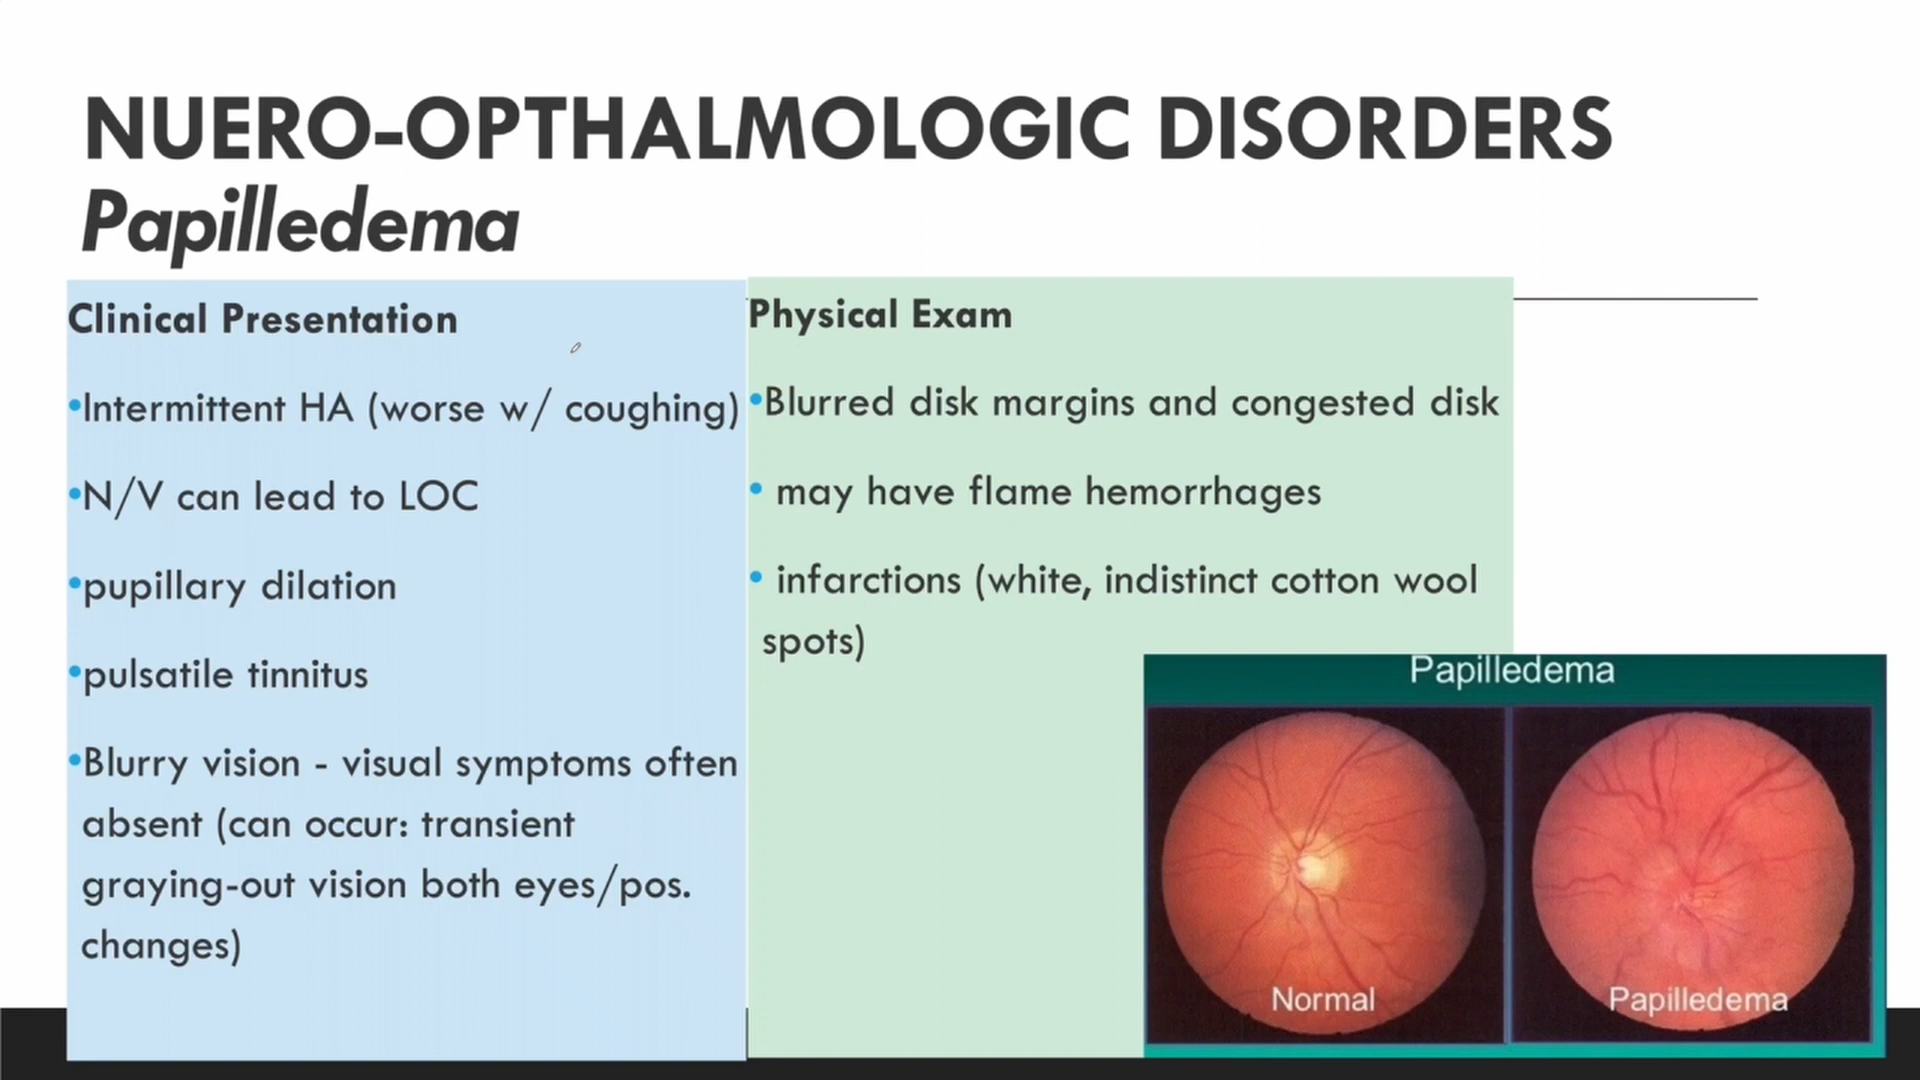 NUERO-OPTHALMOLOGIC DISORDERS
Papilledema
Clinical Presentation
•Intermittent HA (worse w/ coughing)
•N/V can lead to LOC
•pupillary dilation
•pulsatile tinnitus
•Blurry vision - visual symptoms often
absent (can occur: transient
graying-out vision both eyes/pos.
changes)
Physical Exam
•Blurred disk margins and congested disk
• may have flame hemorrhages
• infarctions (white, indistinct cotton wool
spots)
Papilledema
Normal
Papilledema